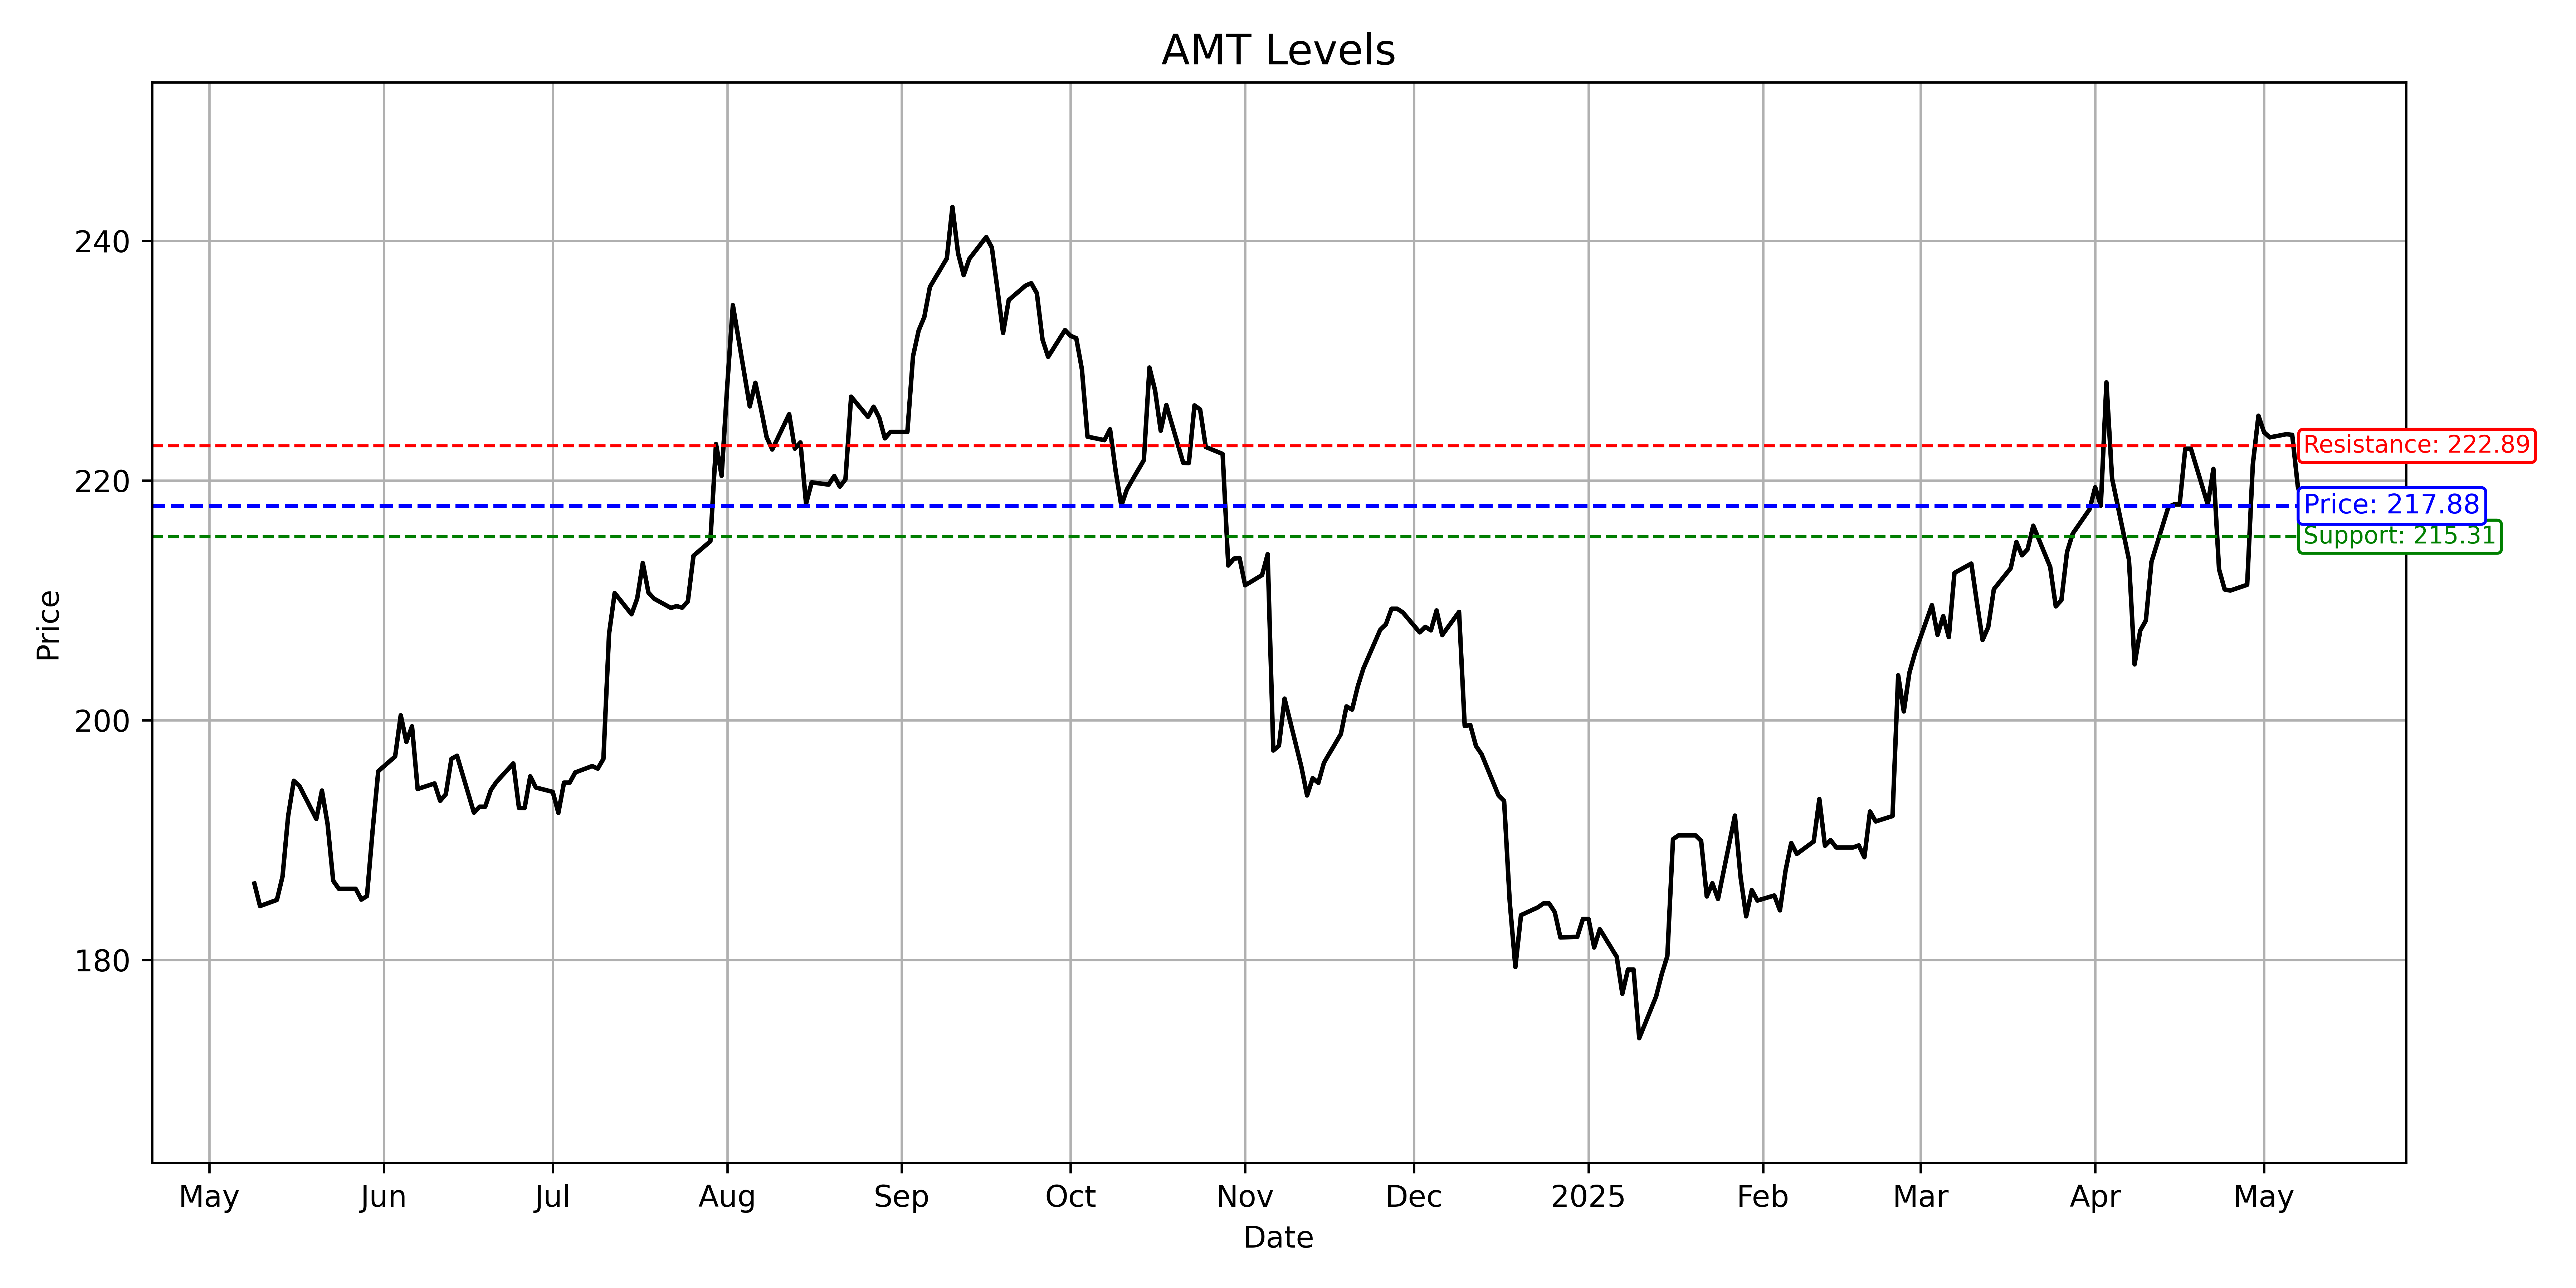 AMT Levels
240
220
200
180
Price
Resistance: 222.89
Price: 217.88
Support: 215.31
May Jun Jul Aug Sep Oct Nov Dec 2025 Feb Mar Apr May
Date